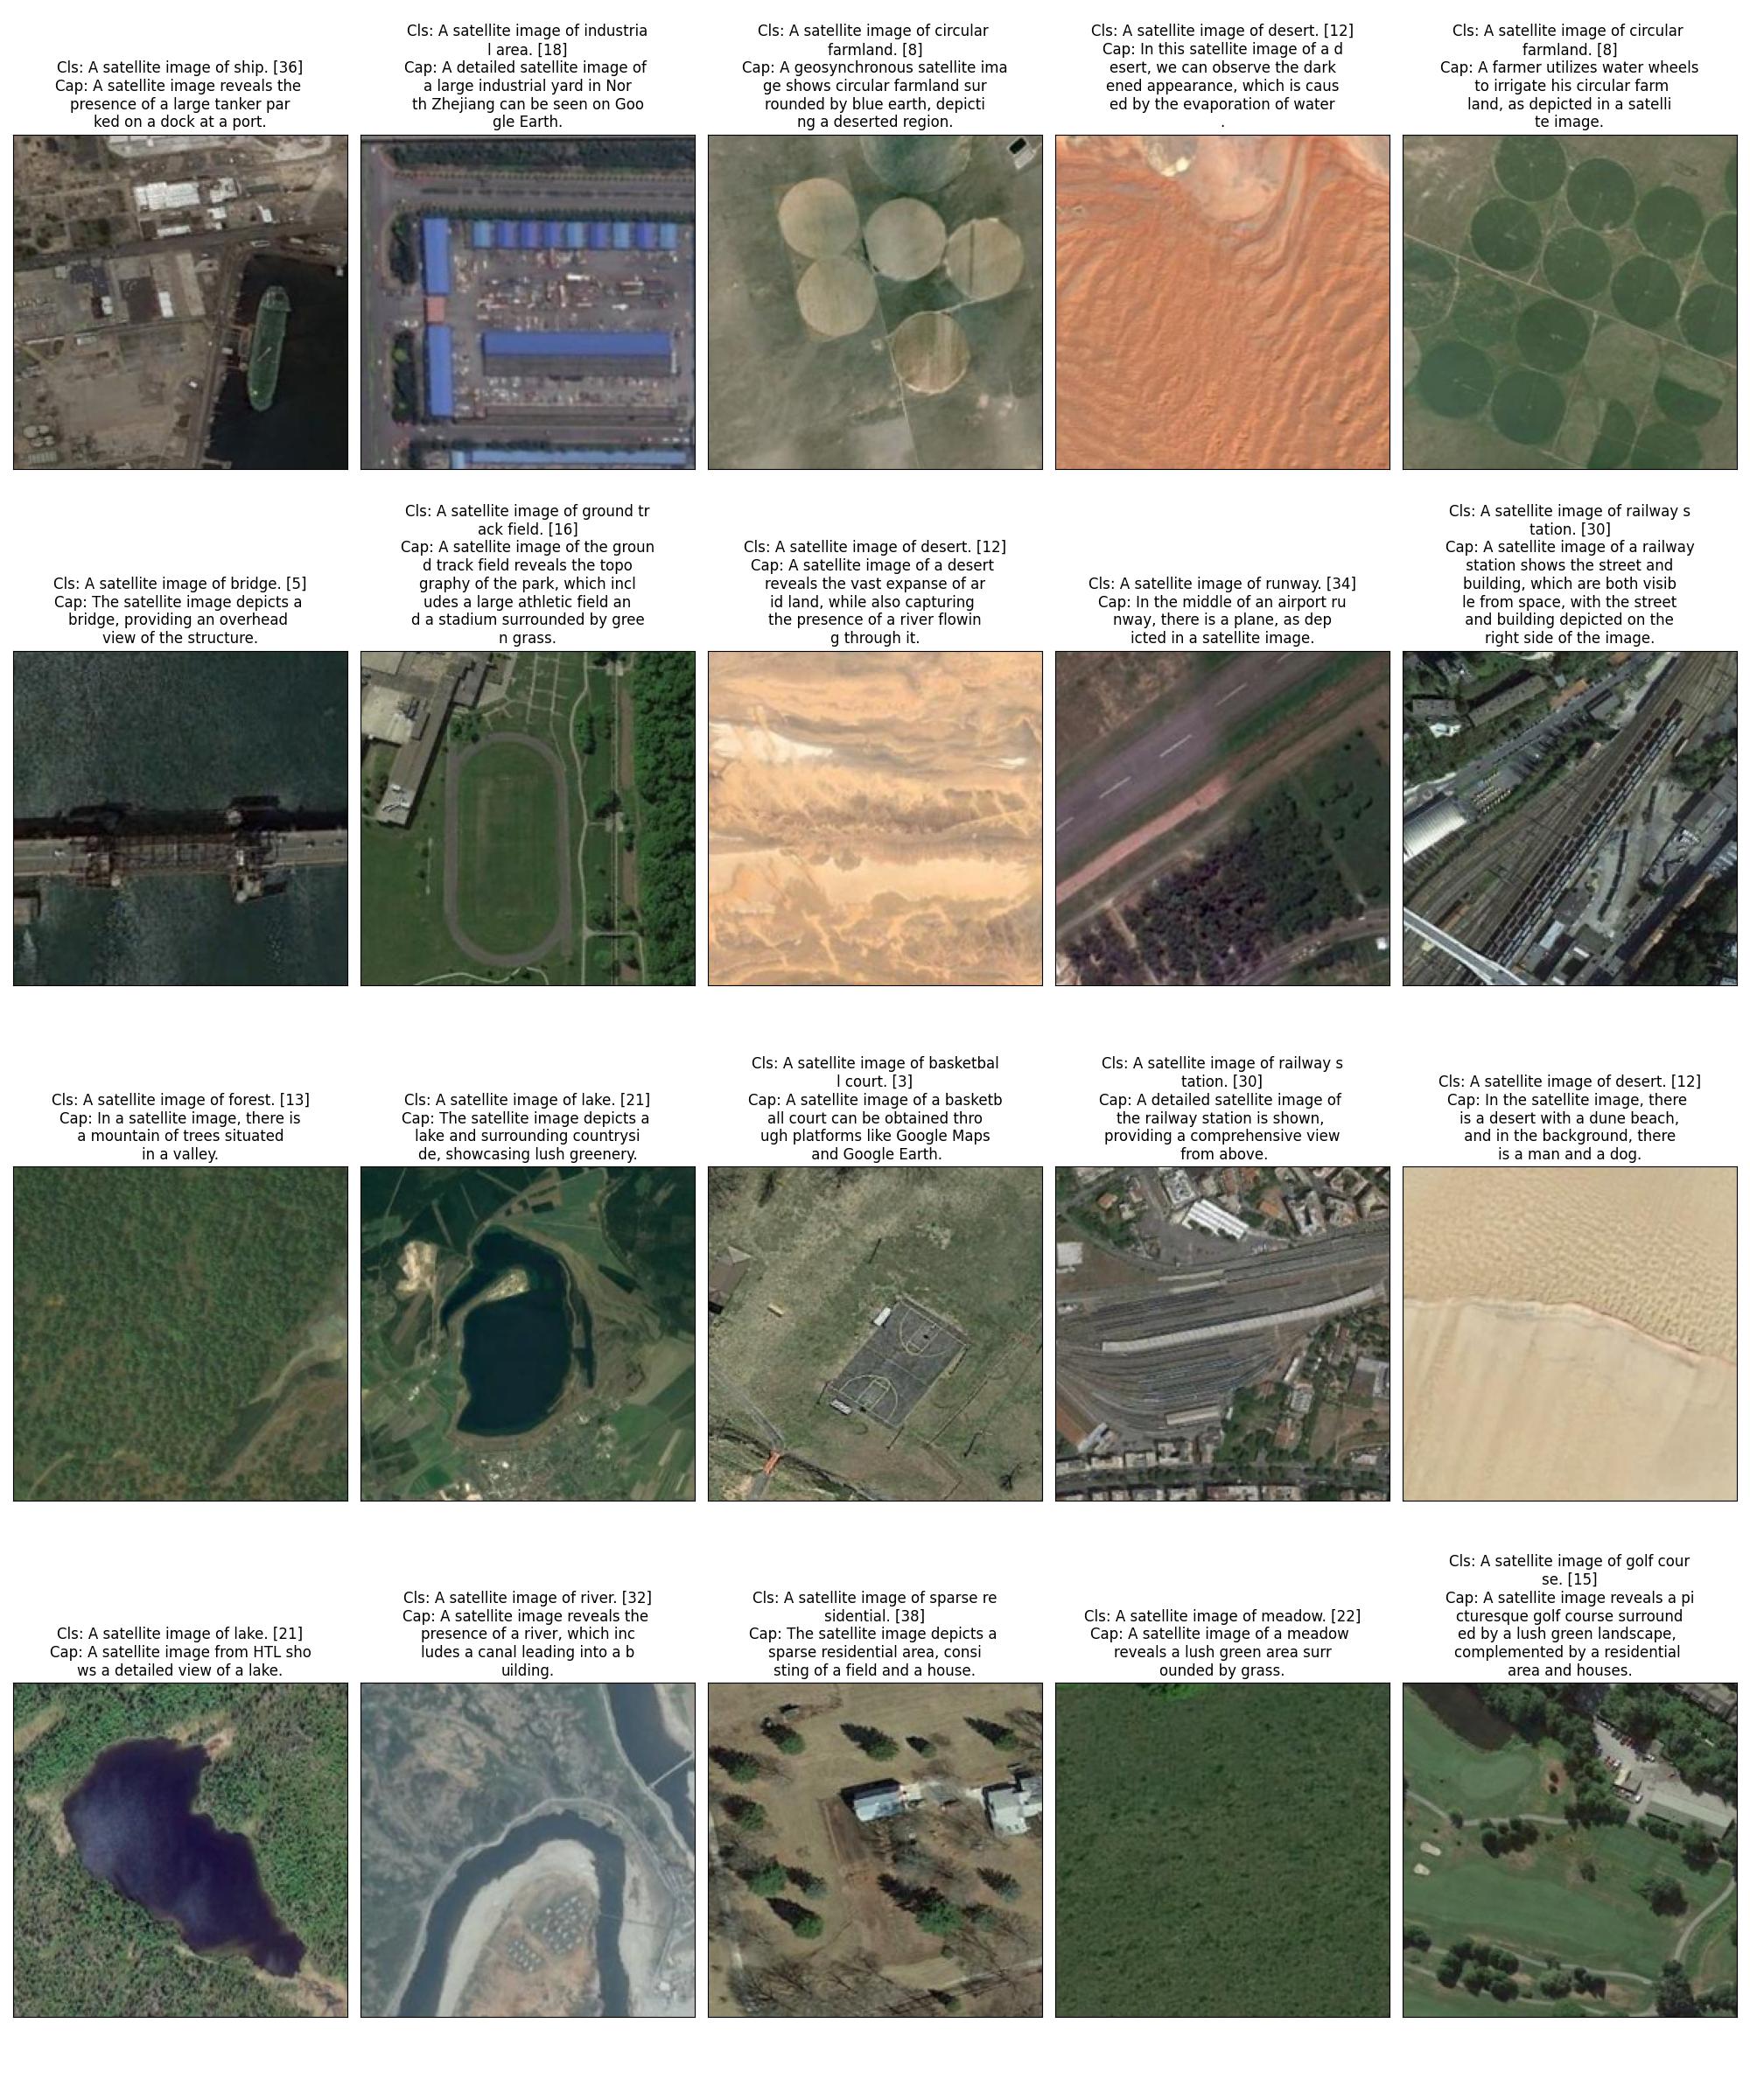 Cls: A satellite image of ship. [36]
Cap: A satellite image reveals the
presence of a large tanker par
ked on a dock at a port.
Cls: A satellite image of industria
l area. [18]
Cap: A detailed satellite image of
a large industrial yard in Nor
th Zhejiang can be seen on Goo
gle Earth.
Cls: A satellite image of circular
farmland. [8]
Cap: A geosynchronous satellite ima
ge shows circular farmland sur
rounded by blue earth, depicti
ng a deserted region.
Cls: A satellite image of desert. [12]
Cap: In this satellite image of a d
esert, we can observe the dark
ened appearance, which is caus
ed by the evaporation of water
.
Cls: A satellite image of circular
farmland. [8]
Cap: A farmer utilizes water wheels
to irrigate his circular farm
land, as depicted in a satelli
te image.
Cls: A satellite image of bridge. [5]
Cap: The satellite image depicts a
bridge, providing an overhead
view of the structure.
Cls: A satellite image of ground tr
ack field. [16]
Cap: A satellite image of the groun
d track field reveals the topo
graphy of the park, which incl
udes a large athletic field an
d a stadium surrounded by gree
n grass.
Cls: A satellite image of desert. [12]
Cap: A satellite image of a desert
reveals the vast expanse of ar
id land, while also capturing
the presence of a river flowin
g through it.
Cls: A satellite image of runway. [34]
Cap: In the middle of an airport ru
nway, there is a plane, as dep
icted in a satellite image.
Cls: A satellite image of railway s
tation. [30]
Cap: A satellite image of a railway
station shows the street and
building, which are both visib
le from space, with the street
and building depicted on the
right side of the image.
Cls: A satellite image of forest. [13]
Cap: In a satellite image, there is
a mountain of trees situated
in a valley.
Cls: A satellite image of lake. [21]
Cap: The satellite image depicts a
lake and surrounding countrysi
de, showcasing lush greenery.
Cls: A satellite image of basketbal
l court. [3]
Cap: A satellite image of a basketb
all court can be obtained thro
ugh platforms like Google Maps
and Google Earth.
Cls: A satellite image of railway s
tation. [30]
Cap: A detailed satellite image of
the railway station is shown,
providing a comprehensive view
from above.
Cls: A satellite image of desert. [12]
Cap: In the satellite image, there
is a desert with a dune beach,
and in the background, there
is a man and a dog.
Cls: A satellite image of lake. [21]
Cap: A satellite image from HTL sho
ws a detailed view of a lake.
Cls: A satellite image of river. [32]
Cap: A satellite image reveals the
presence of a river, which inc
ludes a canal leading into a b
uilding.
Cls: A satellite image of sparse re
sidential. [38]
Cap: The satellite image depicts a
sparse residential area, consi
sting of a field and a house.
Cls: A satellite image of meadow. [22]
Cap: A satellite image of a meadow
reveals a lush green area surr
ounded by grass.
Cls: A satellite image of golf cour
se. [15]
Cap: A satellite image reveals a pi
cturesque golf course surround
ed by a lush green landscape,
complemented by a residential
area and houses.